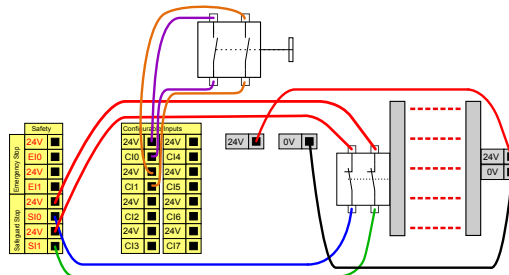 Safety
Emergency Stop
24V
EI0
24V
EI1
Safeguard Stop
24V
SI0
24V
SI1
Configurable Inputs
24V 24V
CI0 CI4
24V 24V
CI1 CI5
24V 24V
CI2 CI6
24V 24V
CI3 CI7
24V
0V
24V
0V